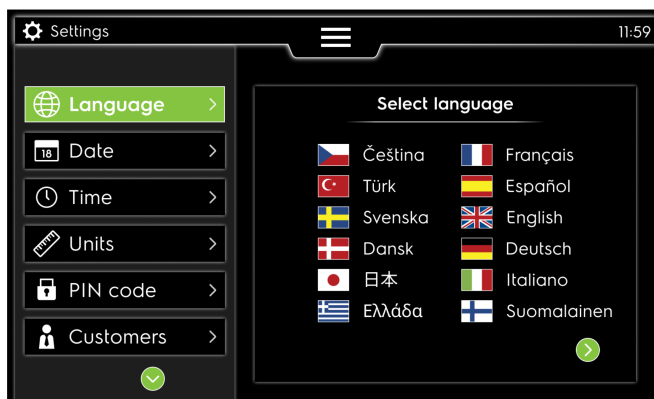 Settings
11:59
Language
18 Date
Time
Units
PIN code
Customers
Select language
Čeština
Français
Türk
Español
Svenska
English
Dansk
Deutsch
日本
Italiano
Ελλάδα
Suomalainen